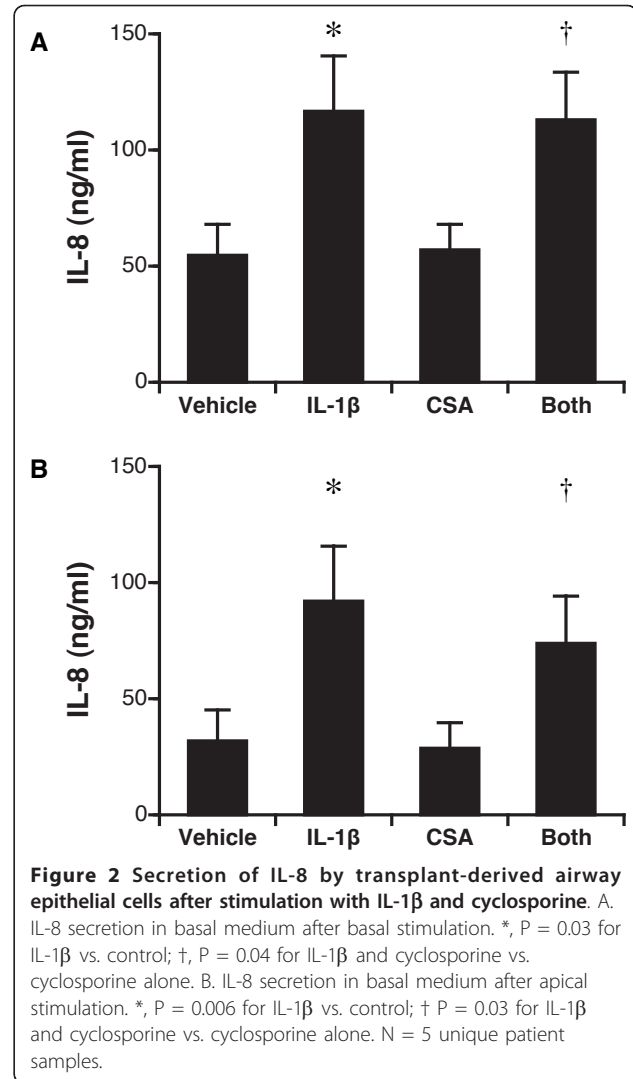 A
150
*
†
100
IL-8 (ng/ml)
50
0
Vehicle IL-1β CSA Both
B
150
*
†
100
IL-8 (ng/ml)
50
0
Vehicle IL-1β CSA Both
Figure 2 Secretion of IL-8 by transplant-derived airway
epithelial cells after stimulation with IL-1β and cyclosporine. A.
IL-8 secretion in basal medium after basal stimulation. *, P = 0.03 for
IL-1β vs. control; †, P = 0.04 for IL-1β and cyclosporine vs.
cyclosporine alone. B. IL-8 secretion in basal medium after apical
stimulation. *, P = 0.006 for IL-1β vs. control; † P = 0.03 for IL-1β
and cyclosporine vs. cyclosporine alone. N = 5 unique patient
samples.